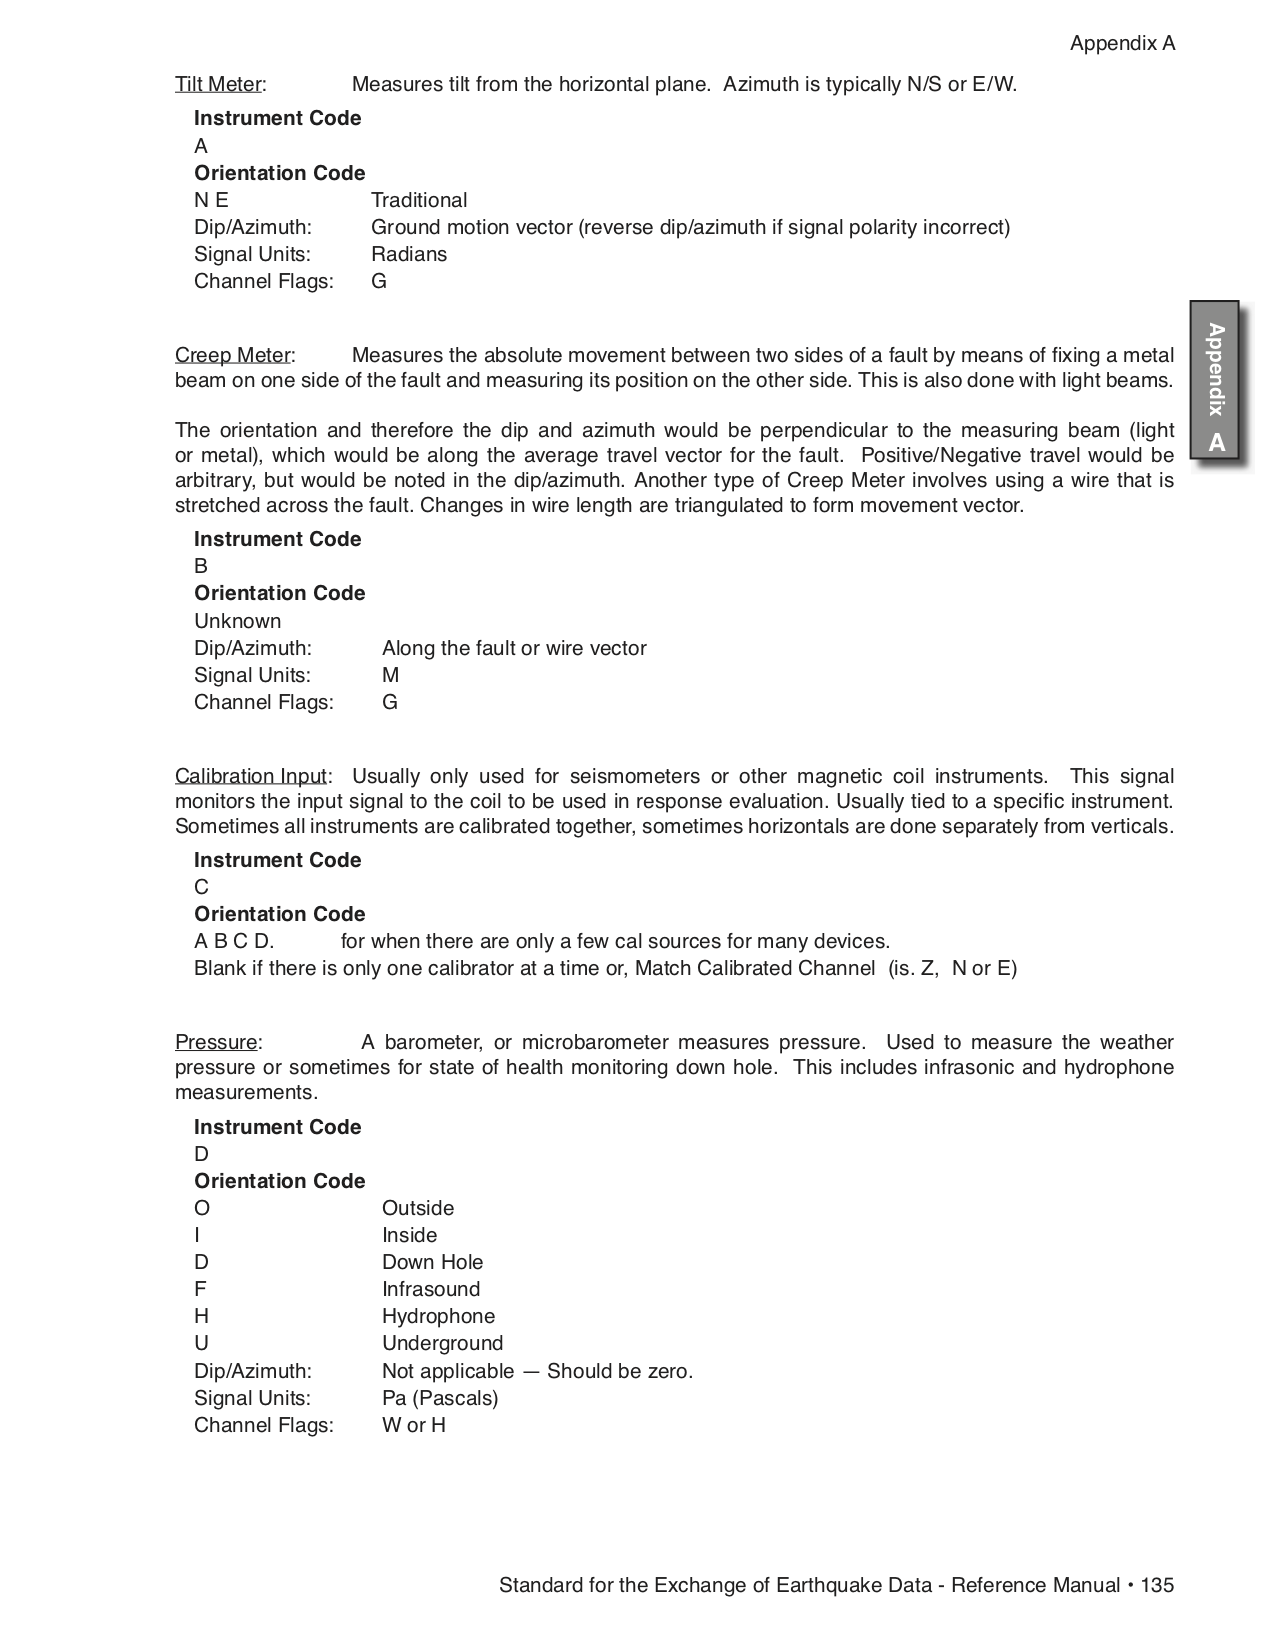 Appendix A
Tilt Meter: Measures tilt from the horizontal plane. Azimuth is typically N/S or E/W.
Instrument Code
A
Orientation Code
N E Traditional
Dip/Azimuth: Ground motion vector (reverse dip/azimuth if signal polarity incorrect)
Signal Units: Radians
Channel Flags: G
Appendix A
Creep Meter: Measures the absolute movement between two sides of a fault by means of fixing a metal
beam on one side of the fault and measuring its position on the other side. This is also done with light beams.
The orientation and therefore the dip and azimuth would be perpendicular to the measuring beam (light
or metal), which would be along the average travel vector for the fault. Positive/Negative travel would be
arbitrary, but would be noted in the dip/azimuth. Another type of Creep Meter involves using a wire that is
stretched across the fault. Changes in wire length are triangulated to form movement vector.
Instrument Code
B
Orientation Code
Unknown
Dip/Azimuth: Along the fault or wire vector
Signal Units: M
Channel Flags: G
Calibration Input: Usually only used for seismometers or other magnetic coil instruments. This signal
monitors the input signal to the coil to be used in response evaluation. Usually tied to a specific instrument.
Sometimes all instruments are calibrated together, sometimes horizontals are done separately from verticals.
Instrument Code
C
Orientation Code
A B C D. for when there are only a few cal sources for many devices.
Blank if there is only one calibrator at a time or, Match Calibrated Channel (is. Z, N or E)
Pressure: A barometer, or microbarometer measures pressure. Used to measure the weather
pressure or sometimes for state of health monitoring down hole. This includes infrasonic and hydrophone
measurements.
Instrument Code
D
Orientation Code
O Outside
I Inside
D Down Hole
F Infrasound
H Hydrophone
U Underground
Dip/Azimuth: Not applicable — Should be zero.
Signal Units: Pa (Pascals)
Channel Flags: W or H
Standard for the Exchange of Earthquake Data - Reference Manual • 135